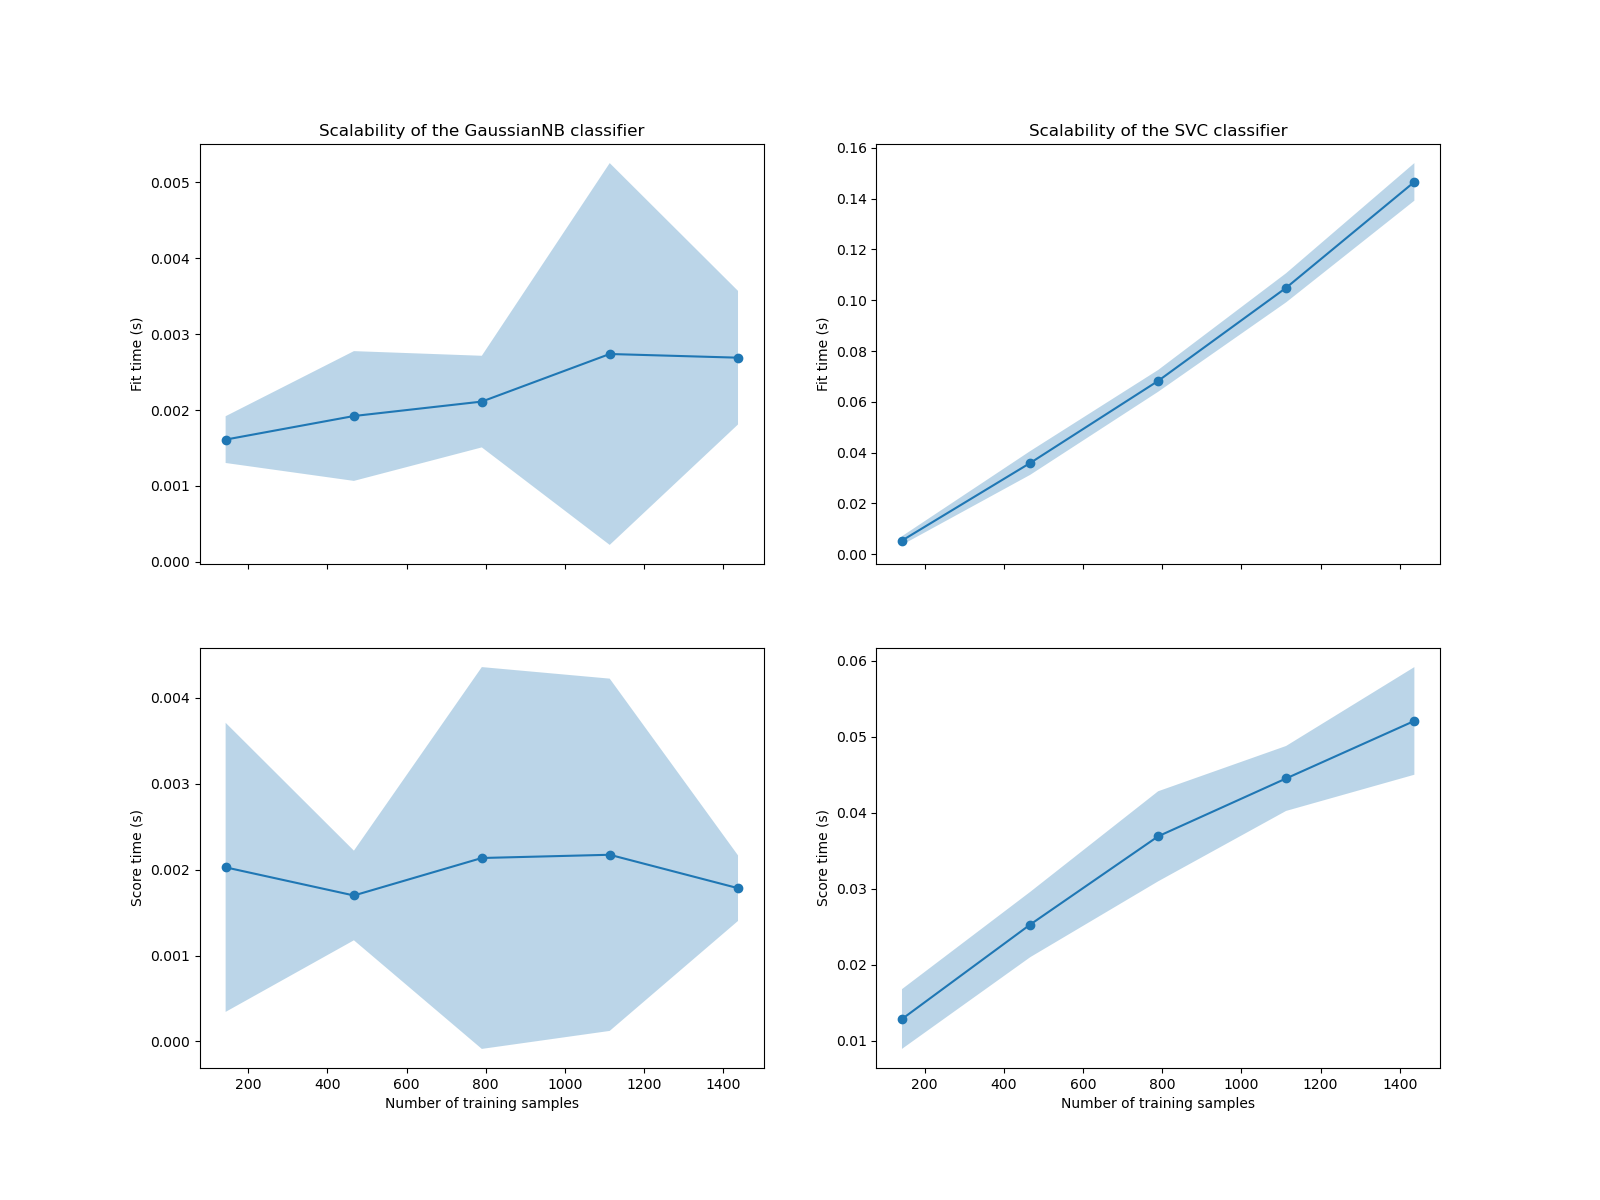 Scalability of the GaussianNB classifier
0.005
0.004
0.003
0.002
0.001
0.000
Fit time (s)
Scalability of the SVC classifier
0.16
0.14
0.12
0.10
0.08
0.06
0.04
0.02
0.00
Fit time (s)
0.004
0.003
0.002
0.001
0.000
Score time (s)
200 400 600 800 1000 1200 1400
Number of training samples
0.06
0.05
0.04
0.03
0.02
0.01
Score time (s)
200 400 600 800 1000 1200 1400
Number of training samples